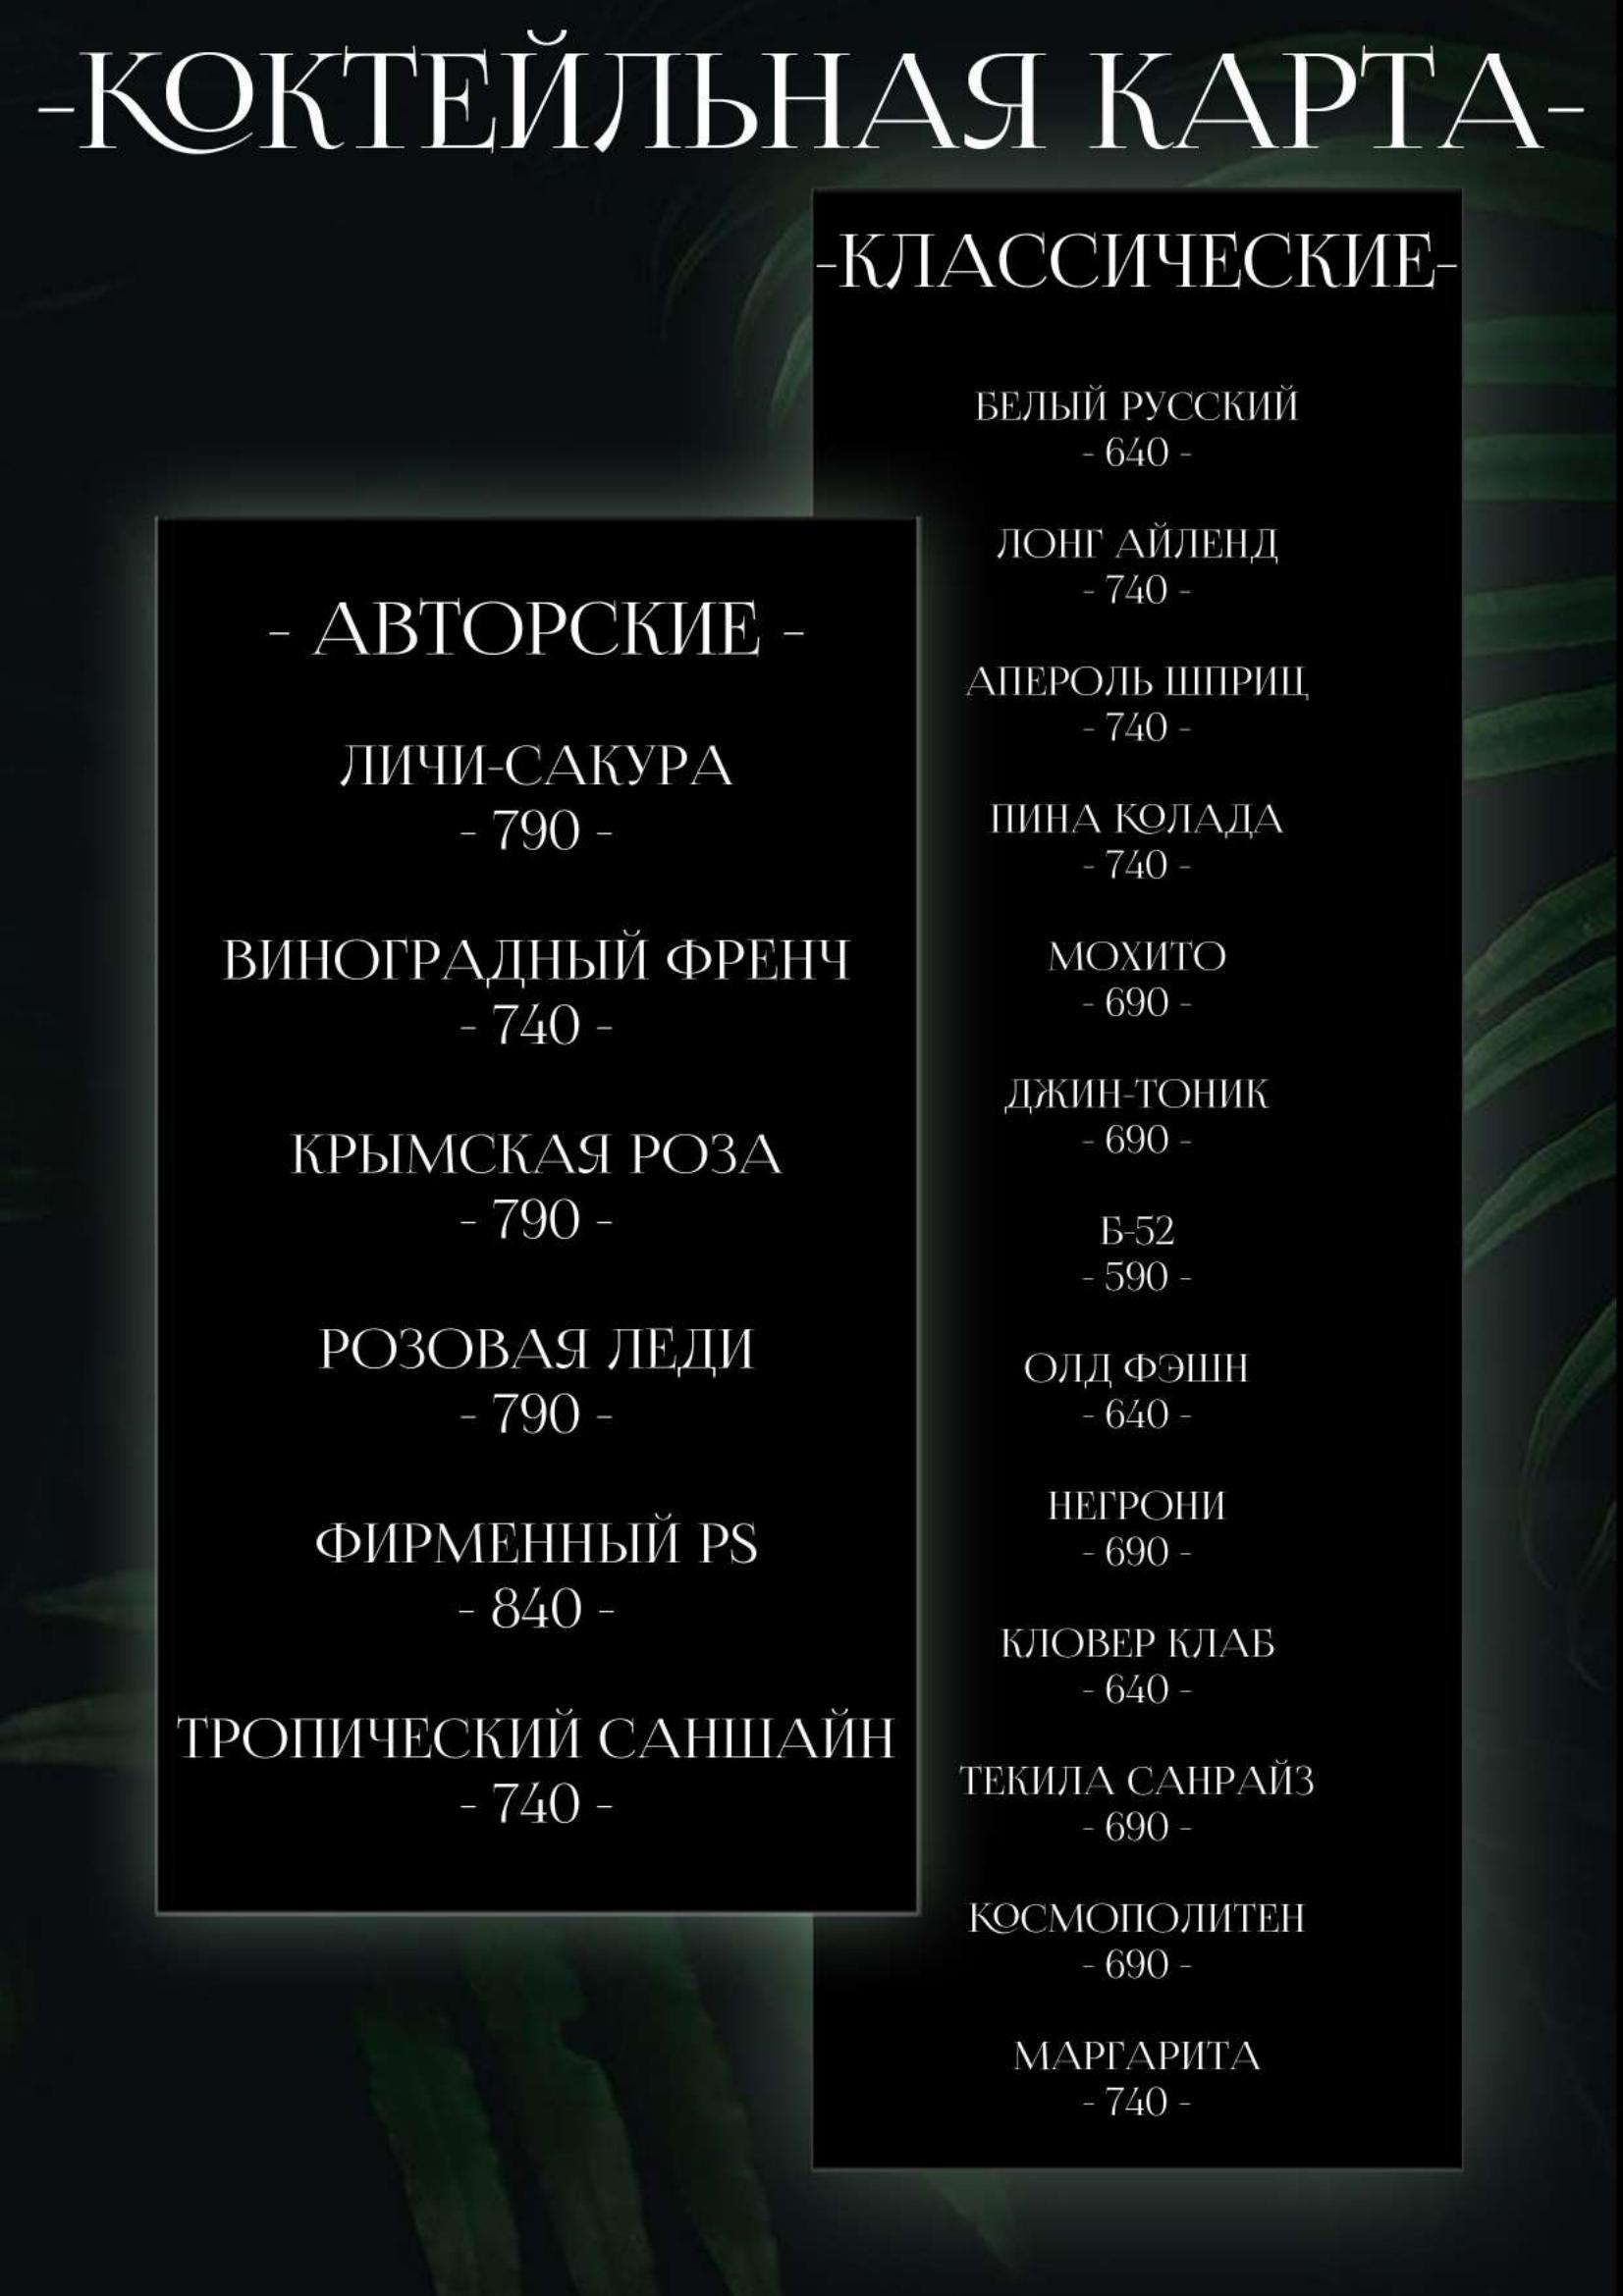 -КОКТЕЙЛЬНАЯ КАРТА-
- АВТОРСКИЕ -
ЛИЧИ-САКУРА
- 790 -
ВИНОГРАДНЫЙ ФРЕНЧ
- 740 -
КРЫМСКАЯ РОЗА
- 790 -
РОЗОВАЯ ЛЕДИ
- 790 -
ФИРМЕННЫЙ PS
- 840 -
ТРОПИЧЕСКИЙ САНШАЙН
- 740 -
-КЛАССИЧЕСКИЕ-
БЕЛЫЙ РУССКИЙ
- 640 -
ЛОНГ АЙЛЕНД
- 740 -
АПЕРОЛЬ ШПРИЦ
- 740 -
ПИНА КОЛАДА
- 740 -
МОХИТО
- 690 -
ДЖИН-ТОНИК
- 690 -
Б-52
- 590 -
ОЛД ФЭШН
- 640 -
НЕГРОНИ
- 690 -
КЛОВЕР КЛАБ
- 640 -
ТЕКИЛА САНРАЙЗ
- 690 -
КОСМОПОЛИТЕН
- 690 -
МАРГАРИТА
- 740 -